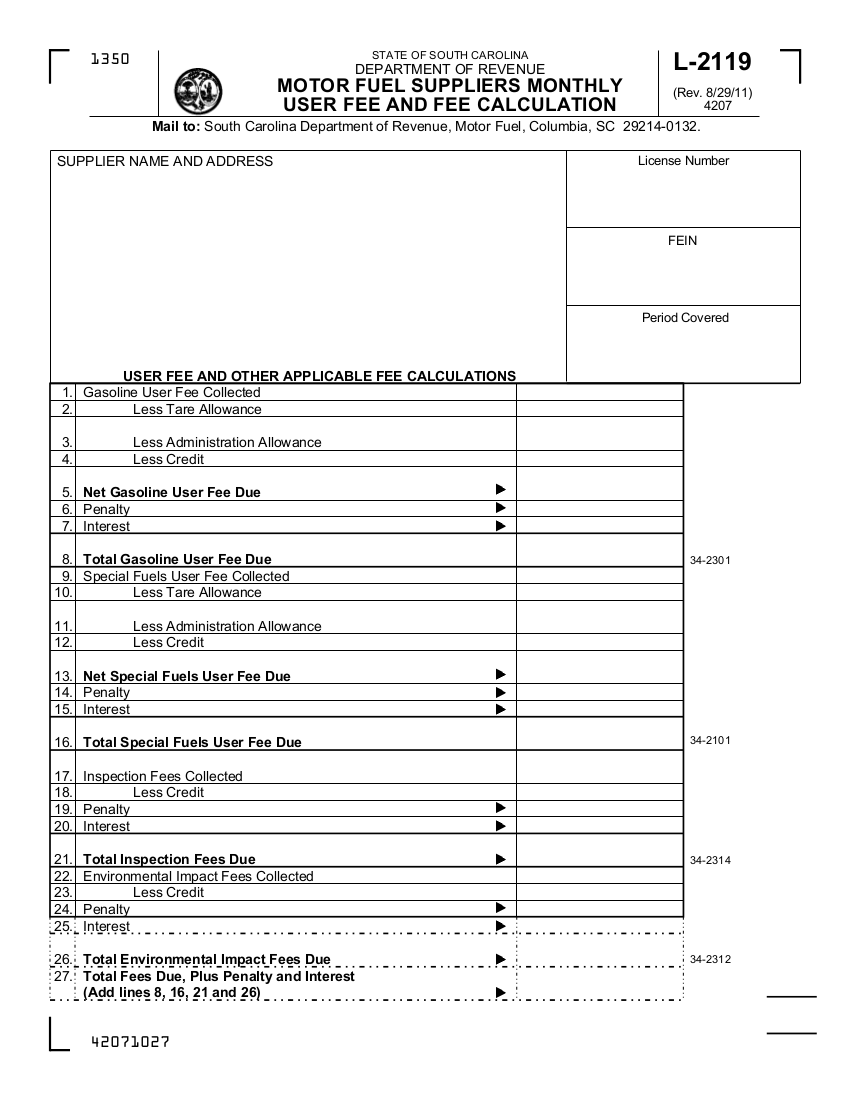 1350
STATE OF SOUTH CAROLINA
DEPARTMENT OF REVENUE
MOTOR FUEL SUPPLIERS MONTHLY
USER FEE AND FEE CALCULATION
L-2119
(Rev. 8/29/11)
4207
Mail to: South Carolina Department of Revenue, Motor Fuel, Columbia, SC 29214-0132.
SUPPLIER NAME AND ADDRESS
License Number
FEIN
Period Covered
USER FEE AND OTHER APPLICABLE FEE CALCULATIONS
1. Gasoline User Fee Collected
2. Less Tare Allowance
3. Less Administration Allowance
4. Less Credit
5. Net Gasoline User Fee Due
6. Penalty
7. Interest
8. Total Gasoline User Fee Due 34-2301
9. Special Fuels User Fee Collected
10. Less Tare Allowance
11. Less Administration Allowance
12. Less Credit
13. Net Special Fuels User Fee Due
14. Penalty
15. Interest
16. Total Special Fuels User Fee Due 34-2101
17. Inspection Fees Collected
18. Less Credit
19. Penalty
20. Interest
21. Total Inspection Fees Due 34-2314
22. Environmental Impact Fees Collected
23. Less Credit
24. Penalty
25. Interest
26. Total Environmental Impact Fees Due 34-2312
27. Total Fees Due, Plus Penalty and Interest
(Add lines 8, 16, 21 and 26)
42071027